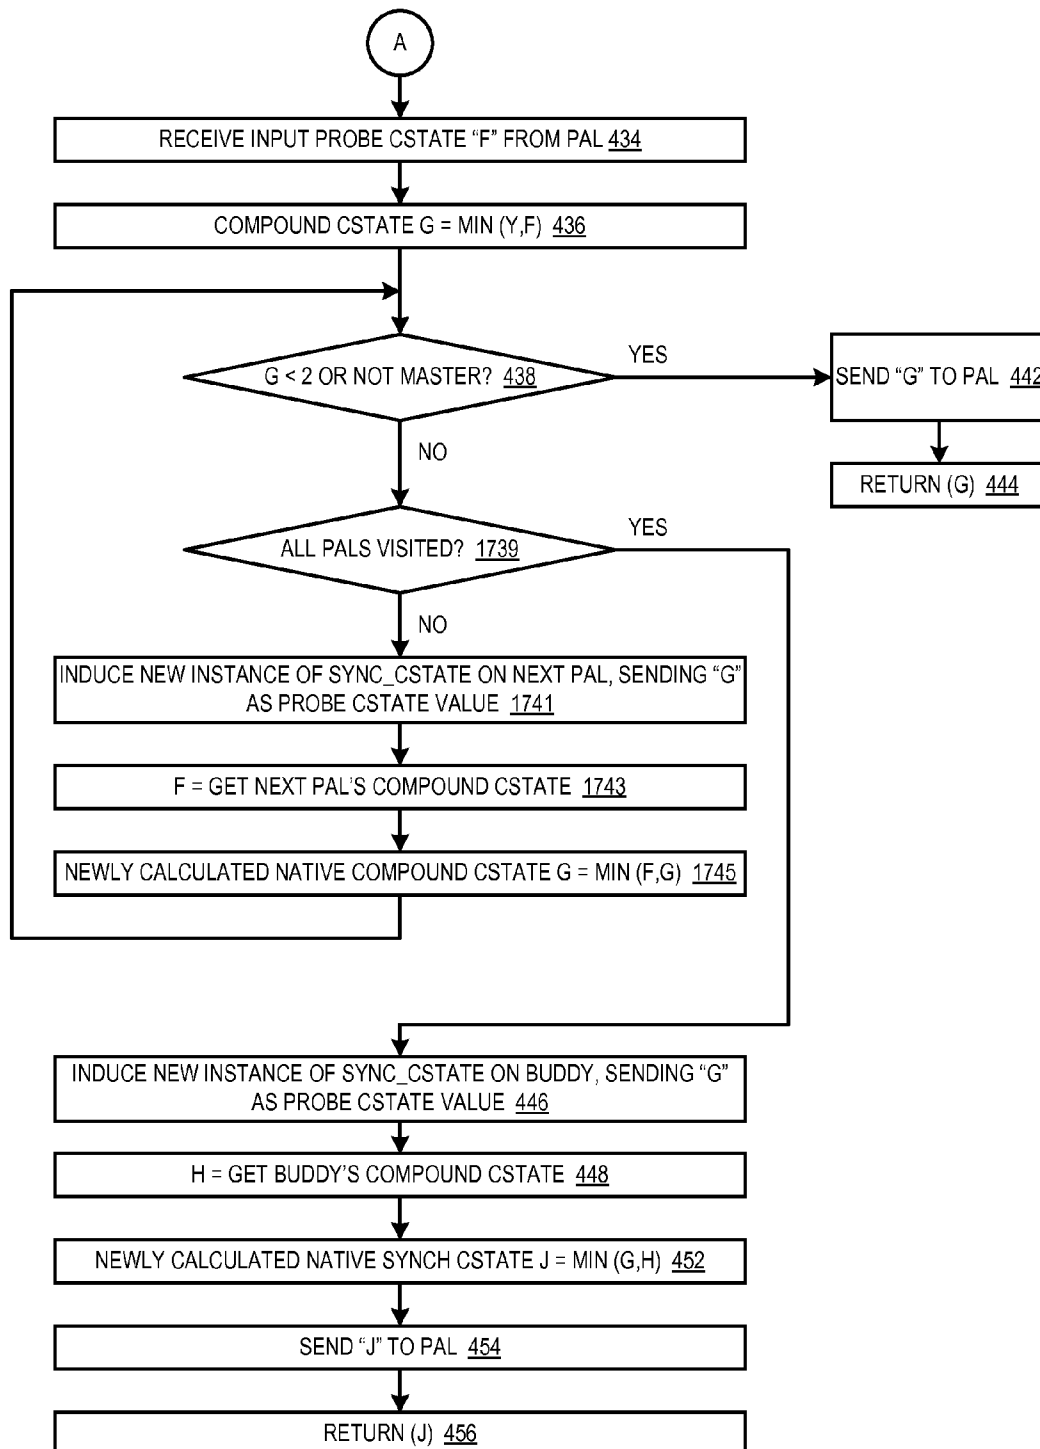 A
RECEIVE INPUT PROBE CSTATE “F” FROM PAL 434
COMPOUND CSTATE G = MIN (Y,F) 436
G < 2 OR NOT MASTER? 438
YES
SEND “G” TO PAL 442
NO
RETURN (G) 444
ALL PALS VISITED? 1739
YES
NO
INDUCE NEW INSTANCE OF SYNC_CSTATE ON NEXT PAL, SENDING “G”
AS PROBE CSTATE VALUE 1741
F = GET NEXT PAL'S COMPOUND CSTATE 1743
NEWLY CALCULATED NATIVE COMPOUND CSTATE G = MIN (F,G) 1745
INDUCE NEW INSTANCE OF SYNC_CSTATE ON BUDDY, SENDING “G”
AS PROBE CSTATE VALUE 446
H = GET BUDDY'S COMPOUND CSTATE 448
NEWLY CALCULATED NATIVE SYNCH CSTATE J = MIN (G,H) 452
SEND “J” TO PAL 454
RETURN (J) 456